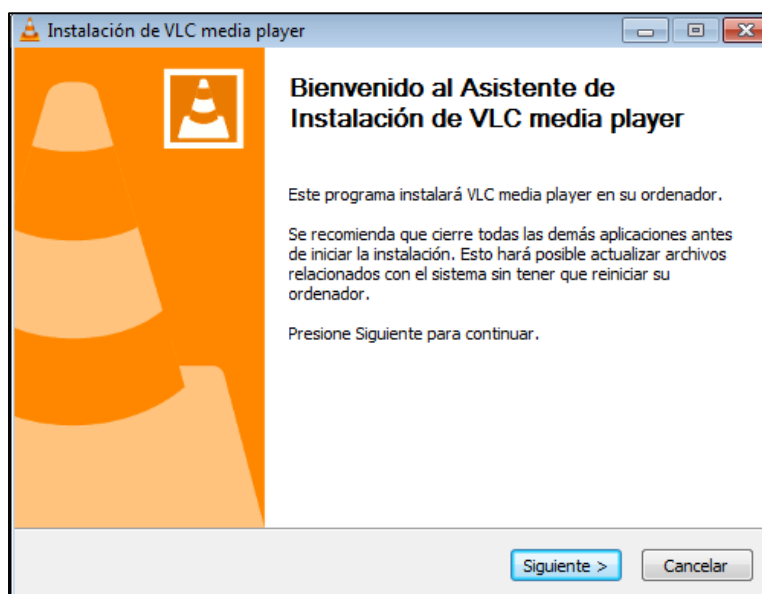 Instalación de VLC media player
Bienvenido al Asistente de
Instalación de VLC media player
Este programa instalará VLC media player en su ordenador.
Se recomienda que cierre todas las demás aplicaciones antes
de iniciar la instalación. Esto hará posible actualizar archivos
relacionados con el sistema sin tener que reiniciar su
ordenador.
Presione Siguiente para continuar.
Siguiente >
Cancelar